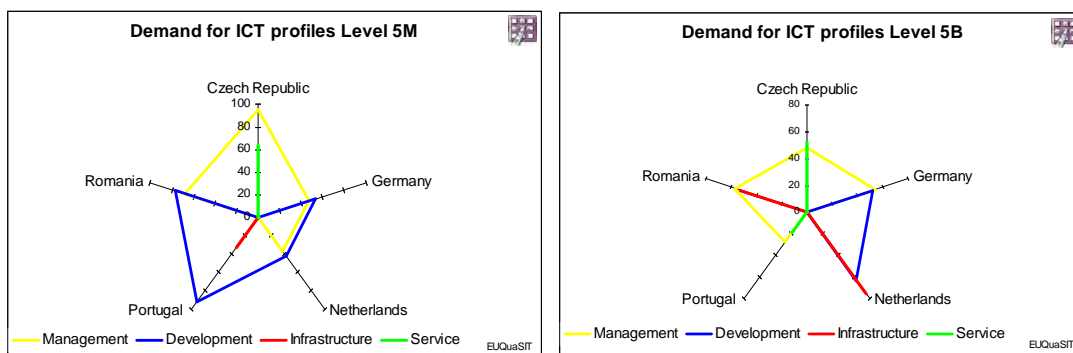 Demand for ICT profiles Level 5M
Czech Republic
100
80
60
40
20
0
Romania
Germany
Portugal
Netherlands
Management Development Infrastructure Service
EUQuaSIT
Demand for ICT profiles Level 5B
Czech Republic
80
60
40
20
0
Romania
Germany
Portugal
Netherlands
Management Development Infrastructure Service
EUQuaSIT